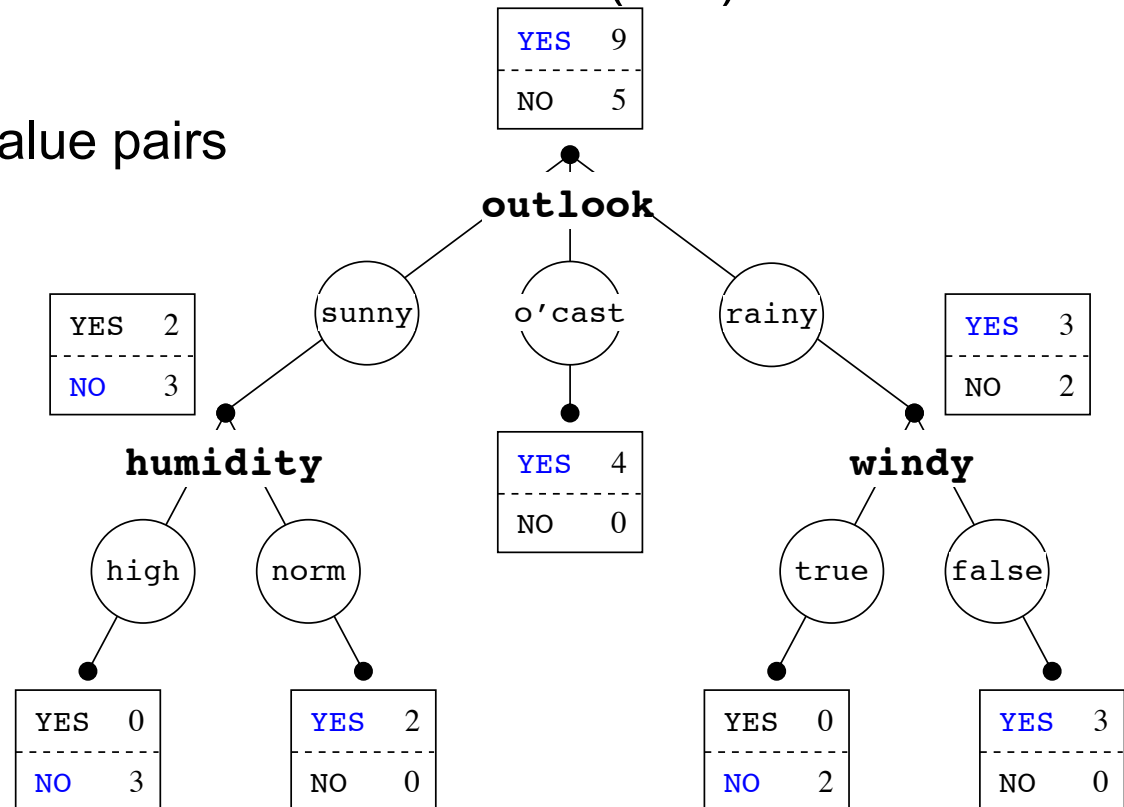 YES 9
NO 5
alue pairs
outlook
sunny
o'cast
rainy
YES 2
NO 3
YES 3
NO 2
humidity
YES 4
NO 0
windy
high
norm
true
false
YES 0
NO 3
YES 2
NO 0
YES 0
NO 2
YES 3
NO 0